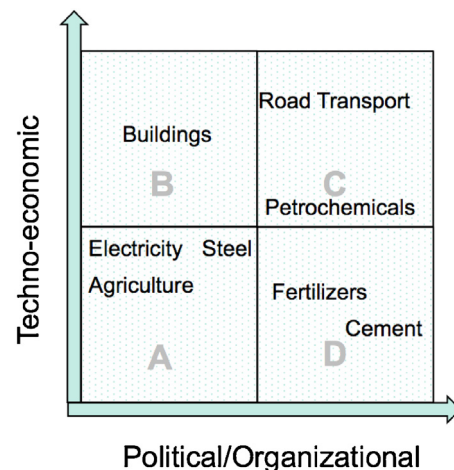 Techno-economic
Road Transport
Buildings
B
C
Petrochemicals
Electricity Steel
Agriculture
Fertilizers
Cement
A
D
Political/Organizational